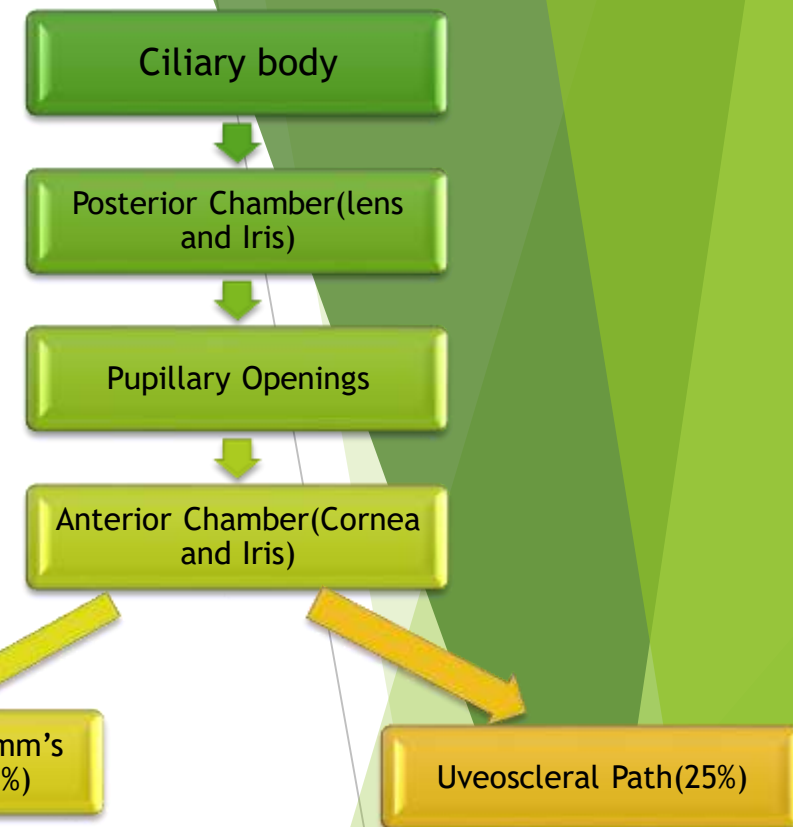 Ciliary body
Posterior Chamber(lens
and Iris)
Pupillary Openings
Anterior Chamber(Cornea
and Iris)
mm's
%)
Uveoscleral Path(25%)